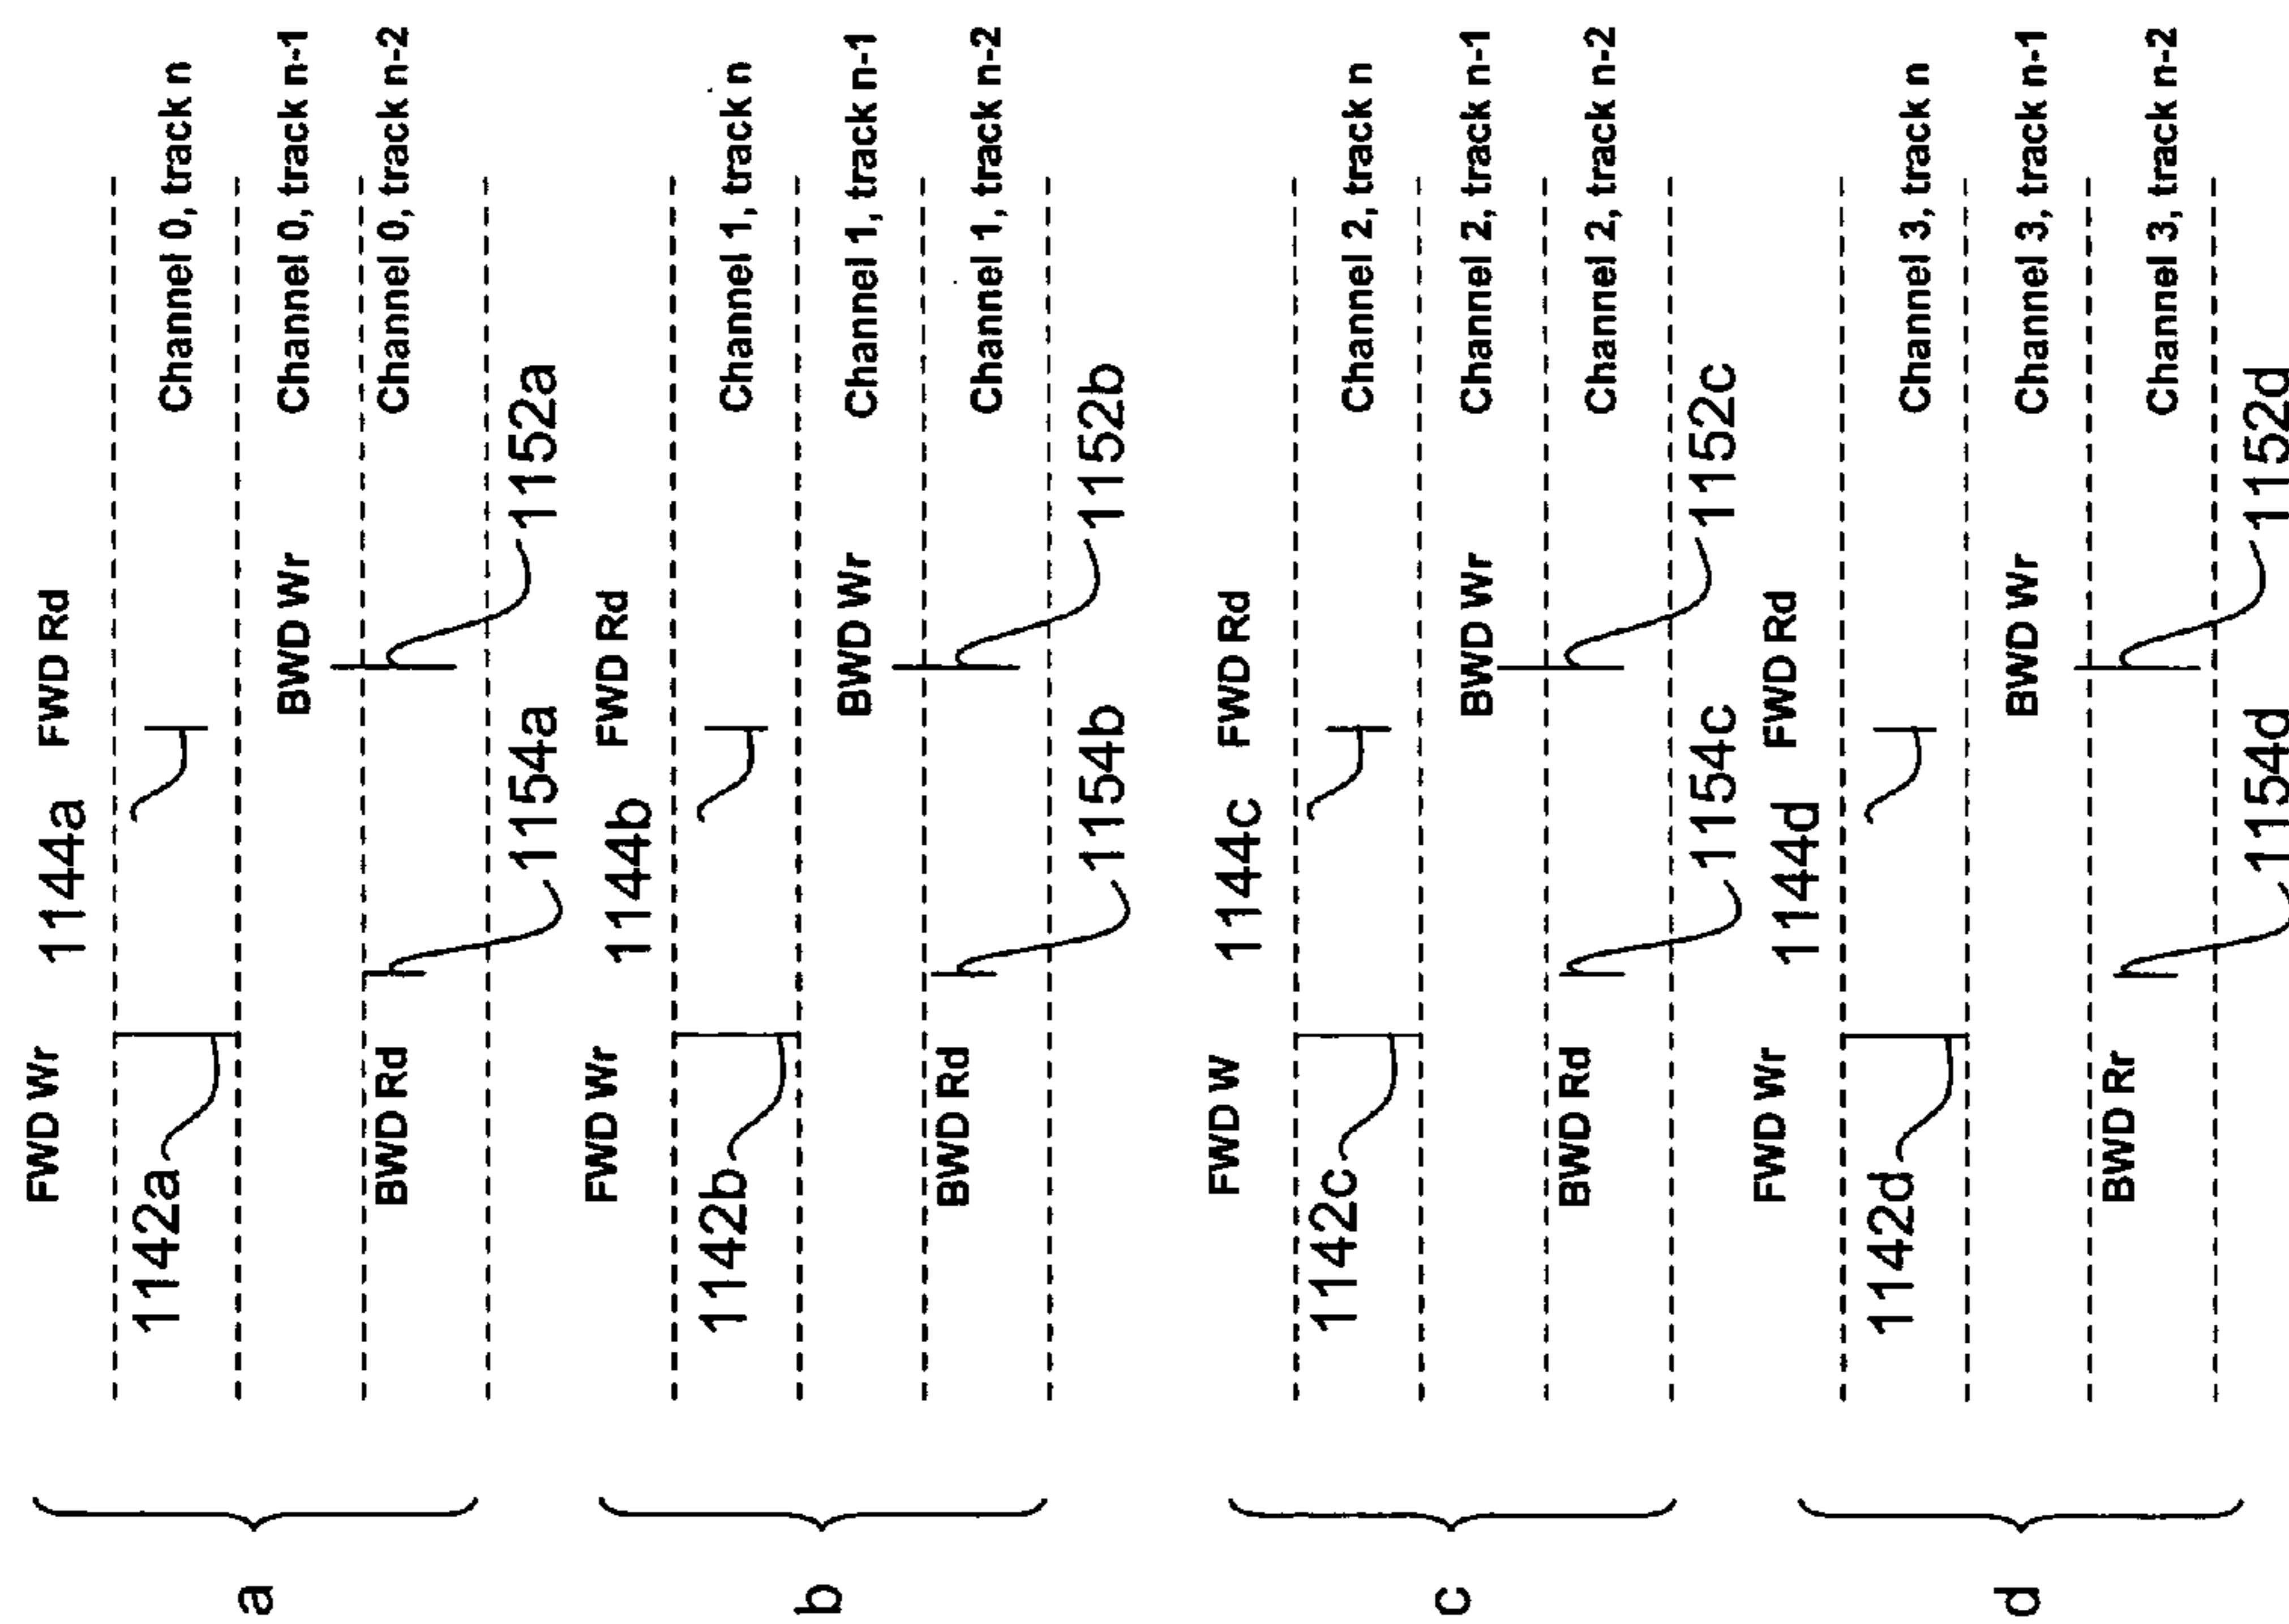 a
FWD Wr
1144a
FWD Rd
1142a
Channel 0, track n
BWD Wr
Channel 0, track n-1
BWD Rd
Channel 0, track n-2
1154a
1152a
b
FWD Wr
1144b
FWD Rd
1142b
Channel 1, track n
BWD Wr
Channel 1, track n-1
BWD Rd
Channel 1, track n-2
1154b
1152b
c
FWD W
1144c
FWD Rd
1142c
Channel 2, track n
BWD Wr
Channel 2, track n-1
BWD Rd
Channel 2, track n-2
1154c
1152c
d
FWD Wr
1144d
FWD Rd
1142d
Channel 3, track n
BWD Wr
Channel 3, track n-1
BWD Rr
Channel 3, track n-2
1154d
1152d